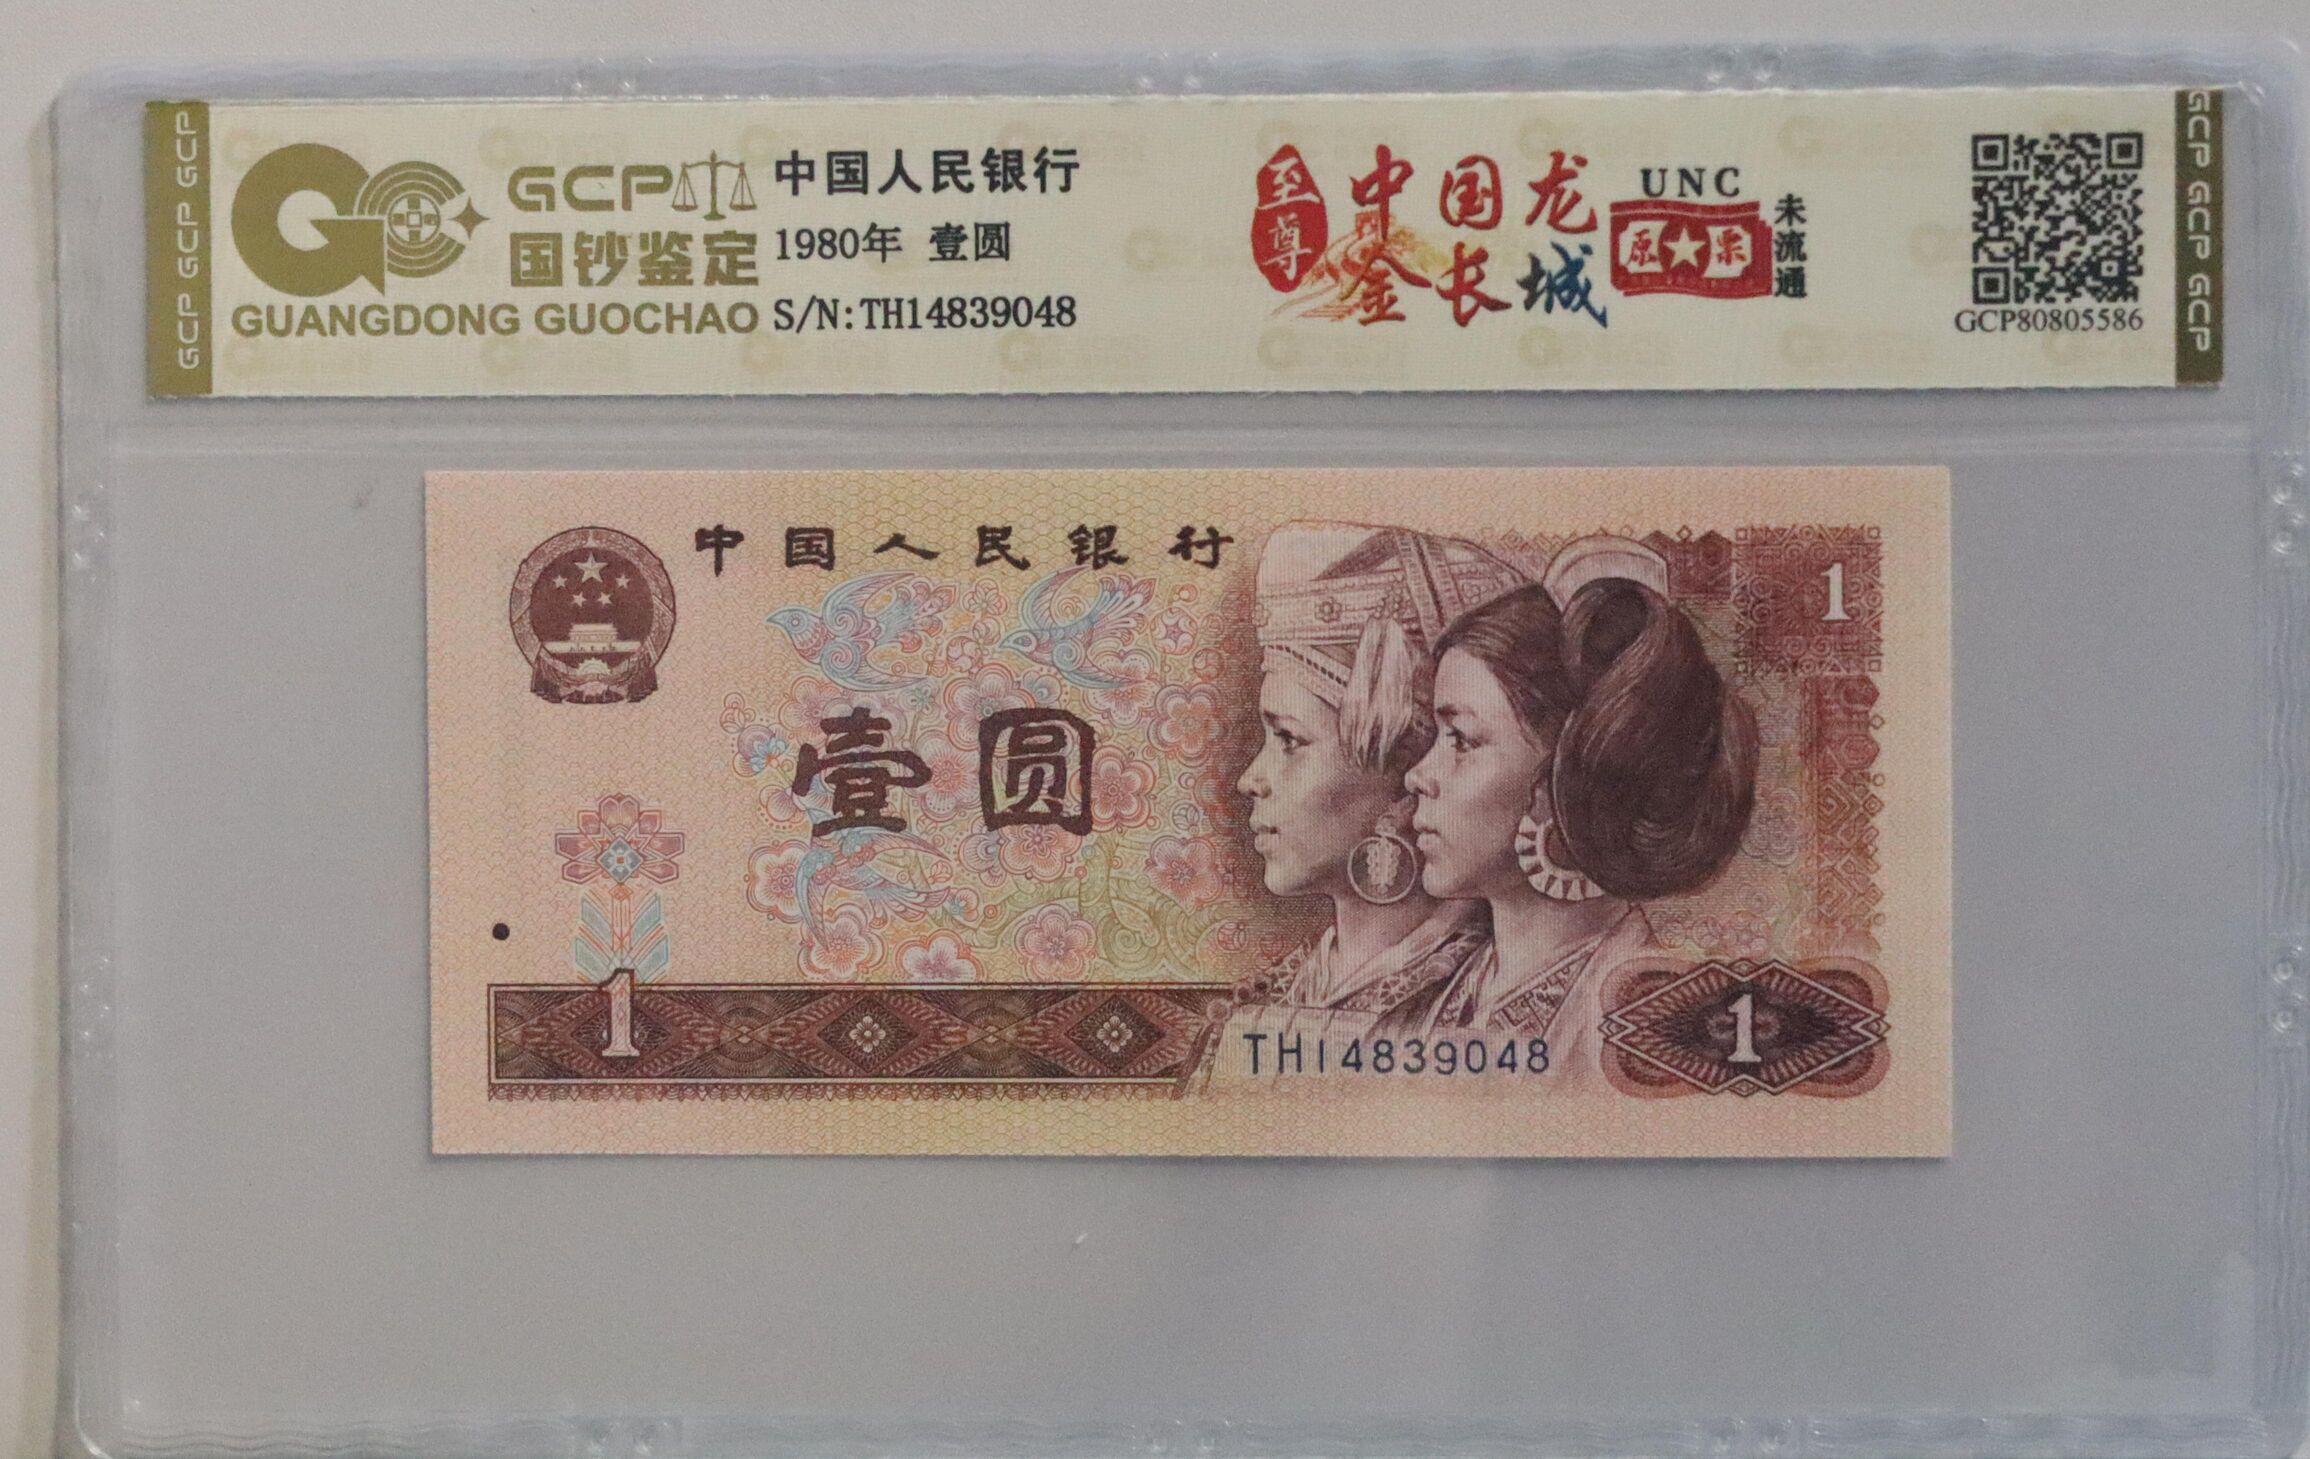 GCP GCP GCP
GCP
国钞鉴定
GUANGDONG GUOCHAO
中国人民银行
1980年 壹圆
S/N:TH14839048
至尊
中国龙
金长城
UNC
原票
未流通
GCP80805586
GCP GCP GCP
中国人民银行
1
壹圆
1
TH14839048
1